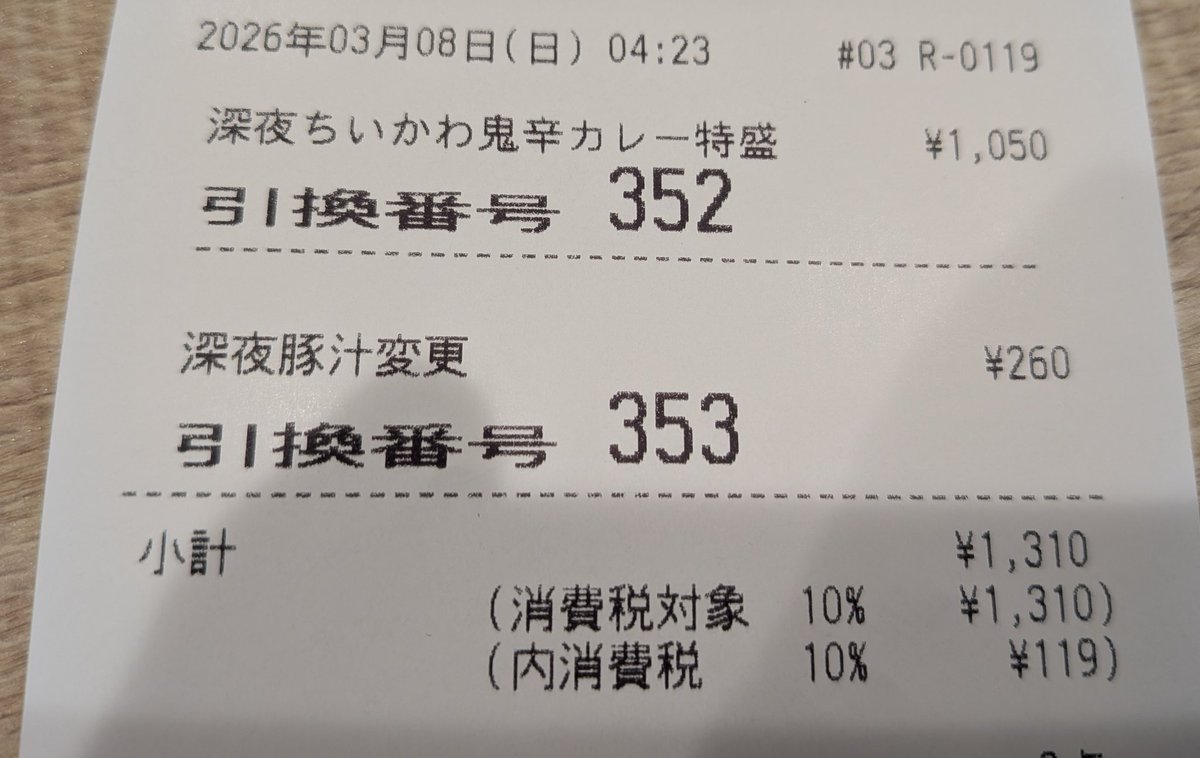 2026年03月08日(日) 04:23 #03 R-0119
深夜ちいかわ鬼辛カレー特盛 ¥1,050
引換番号 352
深夜豚汁変更 ¥260
引換番号 353
小計 ¥1,310
(消費税対象 10% ¥1,310)
(内消費税 10% ¥119)